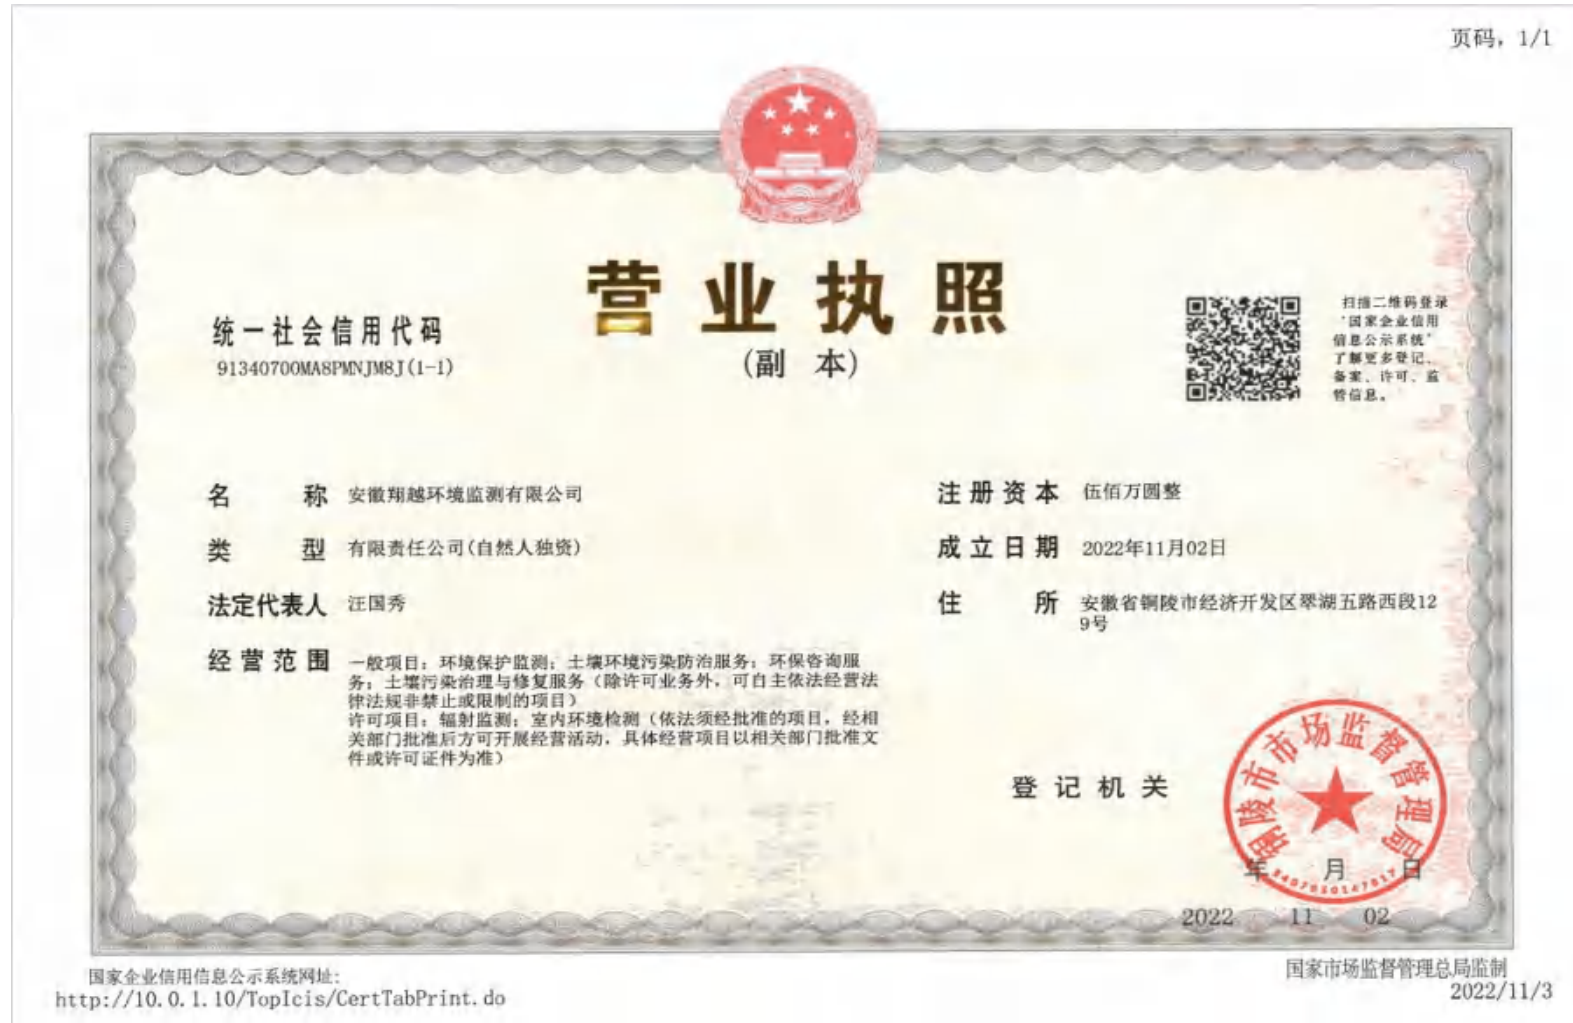 页码，1/1
营业执照
(副 本)
统一社会信用代码
91340700MA8PMNJM8J(1-1)
扫描二维码登录
‘国家企业信用
信息公示系统’
了解更多登记、
备案、许可、监
管信息。
名 称 安徽翔越环境监测有限公司
类 型 有限责任公司(自然人独资)
法定代表人 汪国秀
经营范围 一般项目：环境保护监测；土壤环境污染防治服务；环保咨询服
务；土壤污染治理与修复服务（除许可业务外，可自主依法经营法
律法规非禁止或限制的项目）
许可项目：辐射监测；室内环境检测（依法须经批准的项目，经相
关部门批准后方可开展经营活动，具体经营项目以相关部门批准文
件或许可证件为准）
注册资本 伍佰万圆整
成立日期 2022年11月02日
住 所 安徽省铜陵市经济开发区翠湖五路西段12
9号
登记机关
铜陵市市场监督管理局
年 月 日
2022 11 02
国家企业信用信息公示系统网址:
http://10.0.1.10/TopIcis/CertTabPrint.do
国家市场监督管理总局监制
2022/11/3